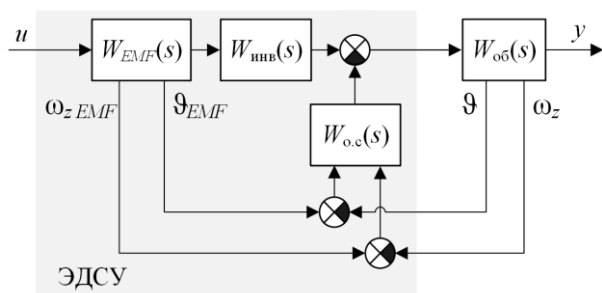 u
W_EMF(s)
W_инв(s)
W_об(s)
y
ω_z EMF
ϑ_EMF
W_о.с(s)
ϑ
ω_z
ЭДСУ